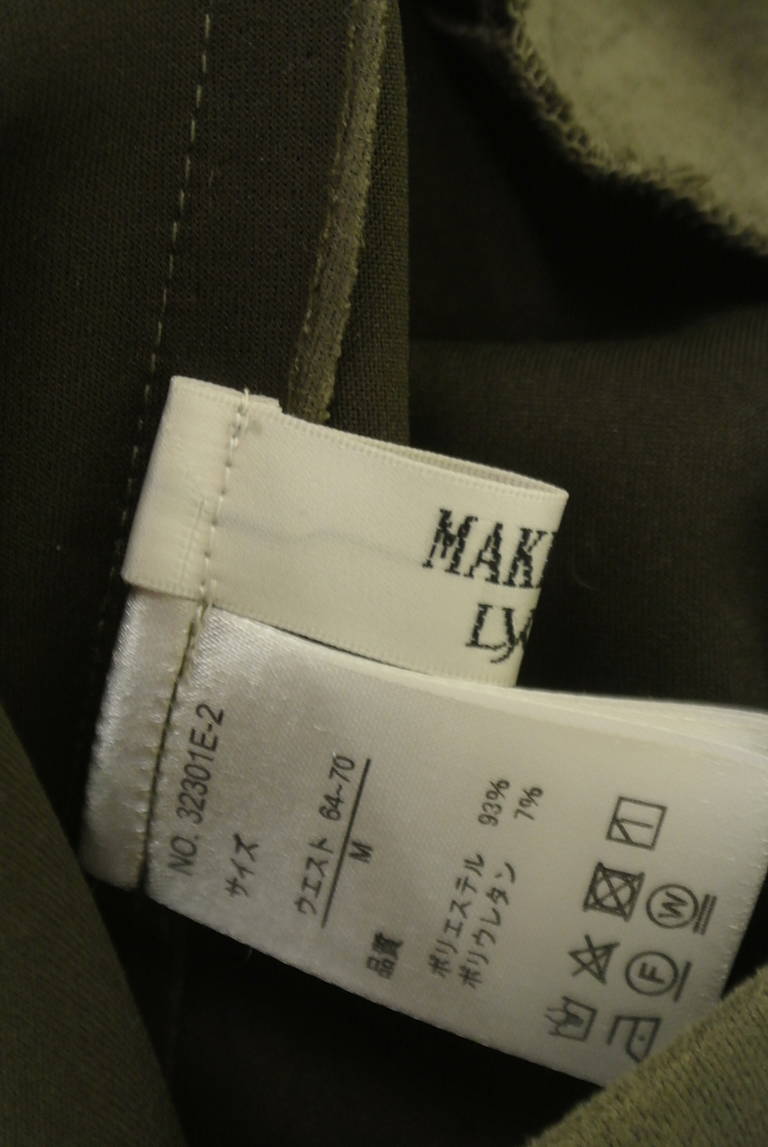 MAK
Ly
NO. 32301E-2
サイズ
ウエスト 64~70
M
品質
ポリエステル 93%
ポリウレタン 7%
W
F